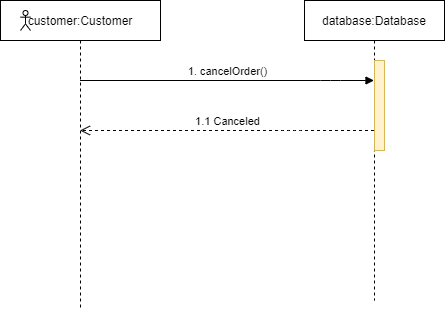 customer:Customer
database:Database
1. cancelOrder()
1.1 Canceled